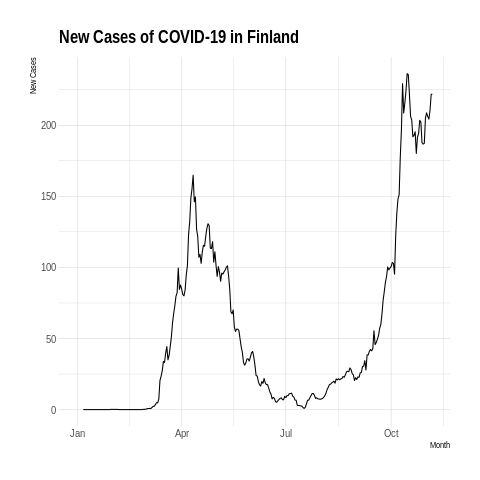 New Cases of COVID-19 in Finland
New Cases
200
150
100
50
0
Jan Apr Jul Oct
Month